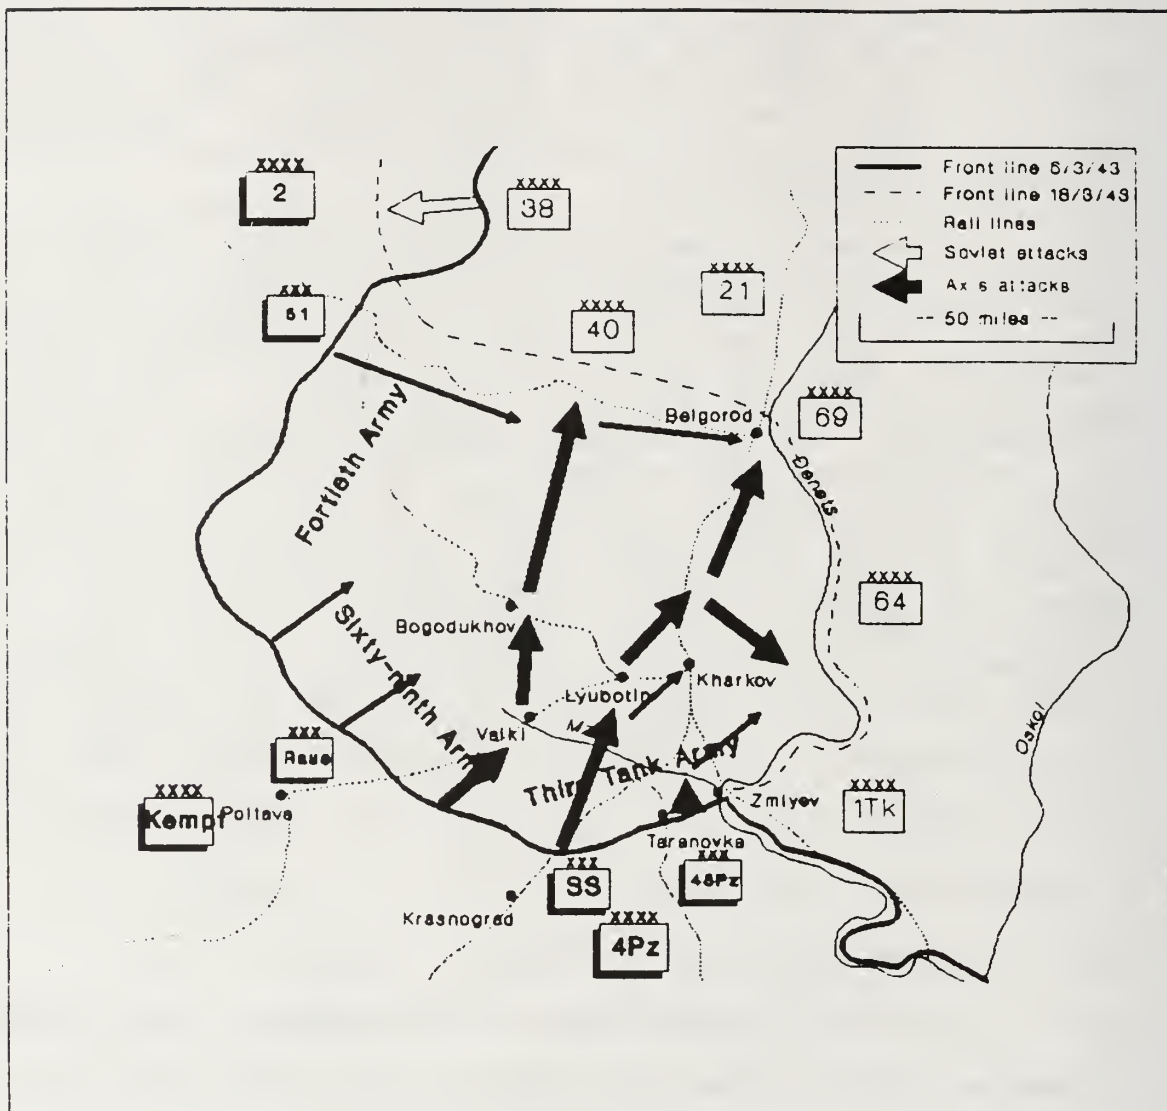 XXXX
2
XXXX
38
Front line 6/3/43
Front line 18/3/43
Rail lines
Soviet attacks
Axis attacks
-- 50 miles --
XXXX
21
XXX
51
XXXX
40
XXXX
69
Belgorod
Donets
Fortieth Army
XXXX
64
Bogodukhov
Sixty-ninth Arm
Lyubotin
Kharkov
Valki
M
Third Tank Army
Oskol
XXX
Raus
XXXX
Kempf
Poltava
Zmiyev
XXXX
1Tk
Taranovka
XXX
SS
XXX
48Pz
Krasnograd
XXXX
4Pz